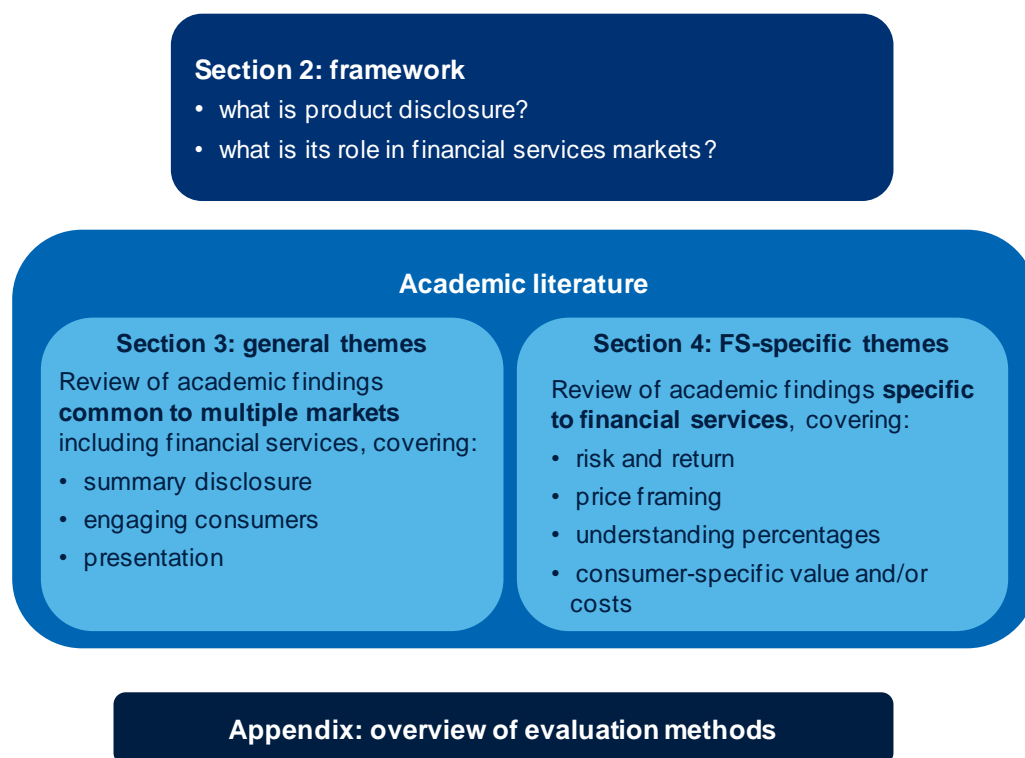 Section 2: framework
• what is product disclosure?
• what is its role in financial services markets?
Academic literature
Section 3: general themes
Review of academic findings
common to multiple markets
including financial services, covering:
• summary disclosure
• engaging consumers
• presentation
Section 4: FS-specific themes
Review of academic findings specific
to financial services, covering:
• risk and return
• price framing
• understanding percentages
• consumer-specific value and/or
costs
Appendix: overview of evaluation methods